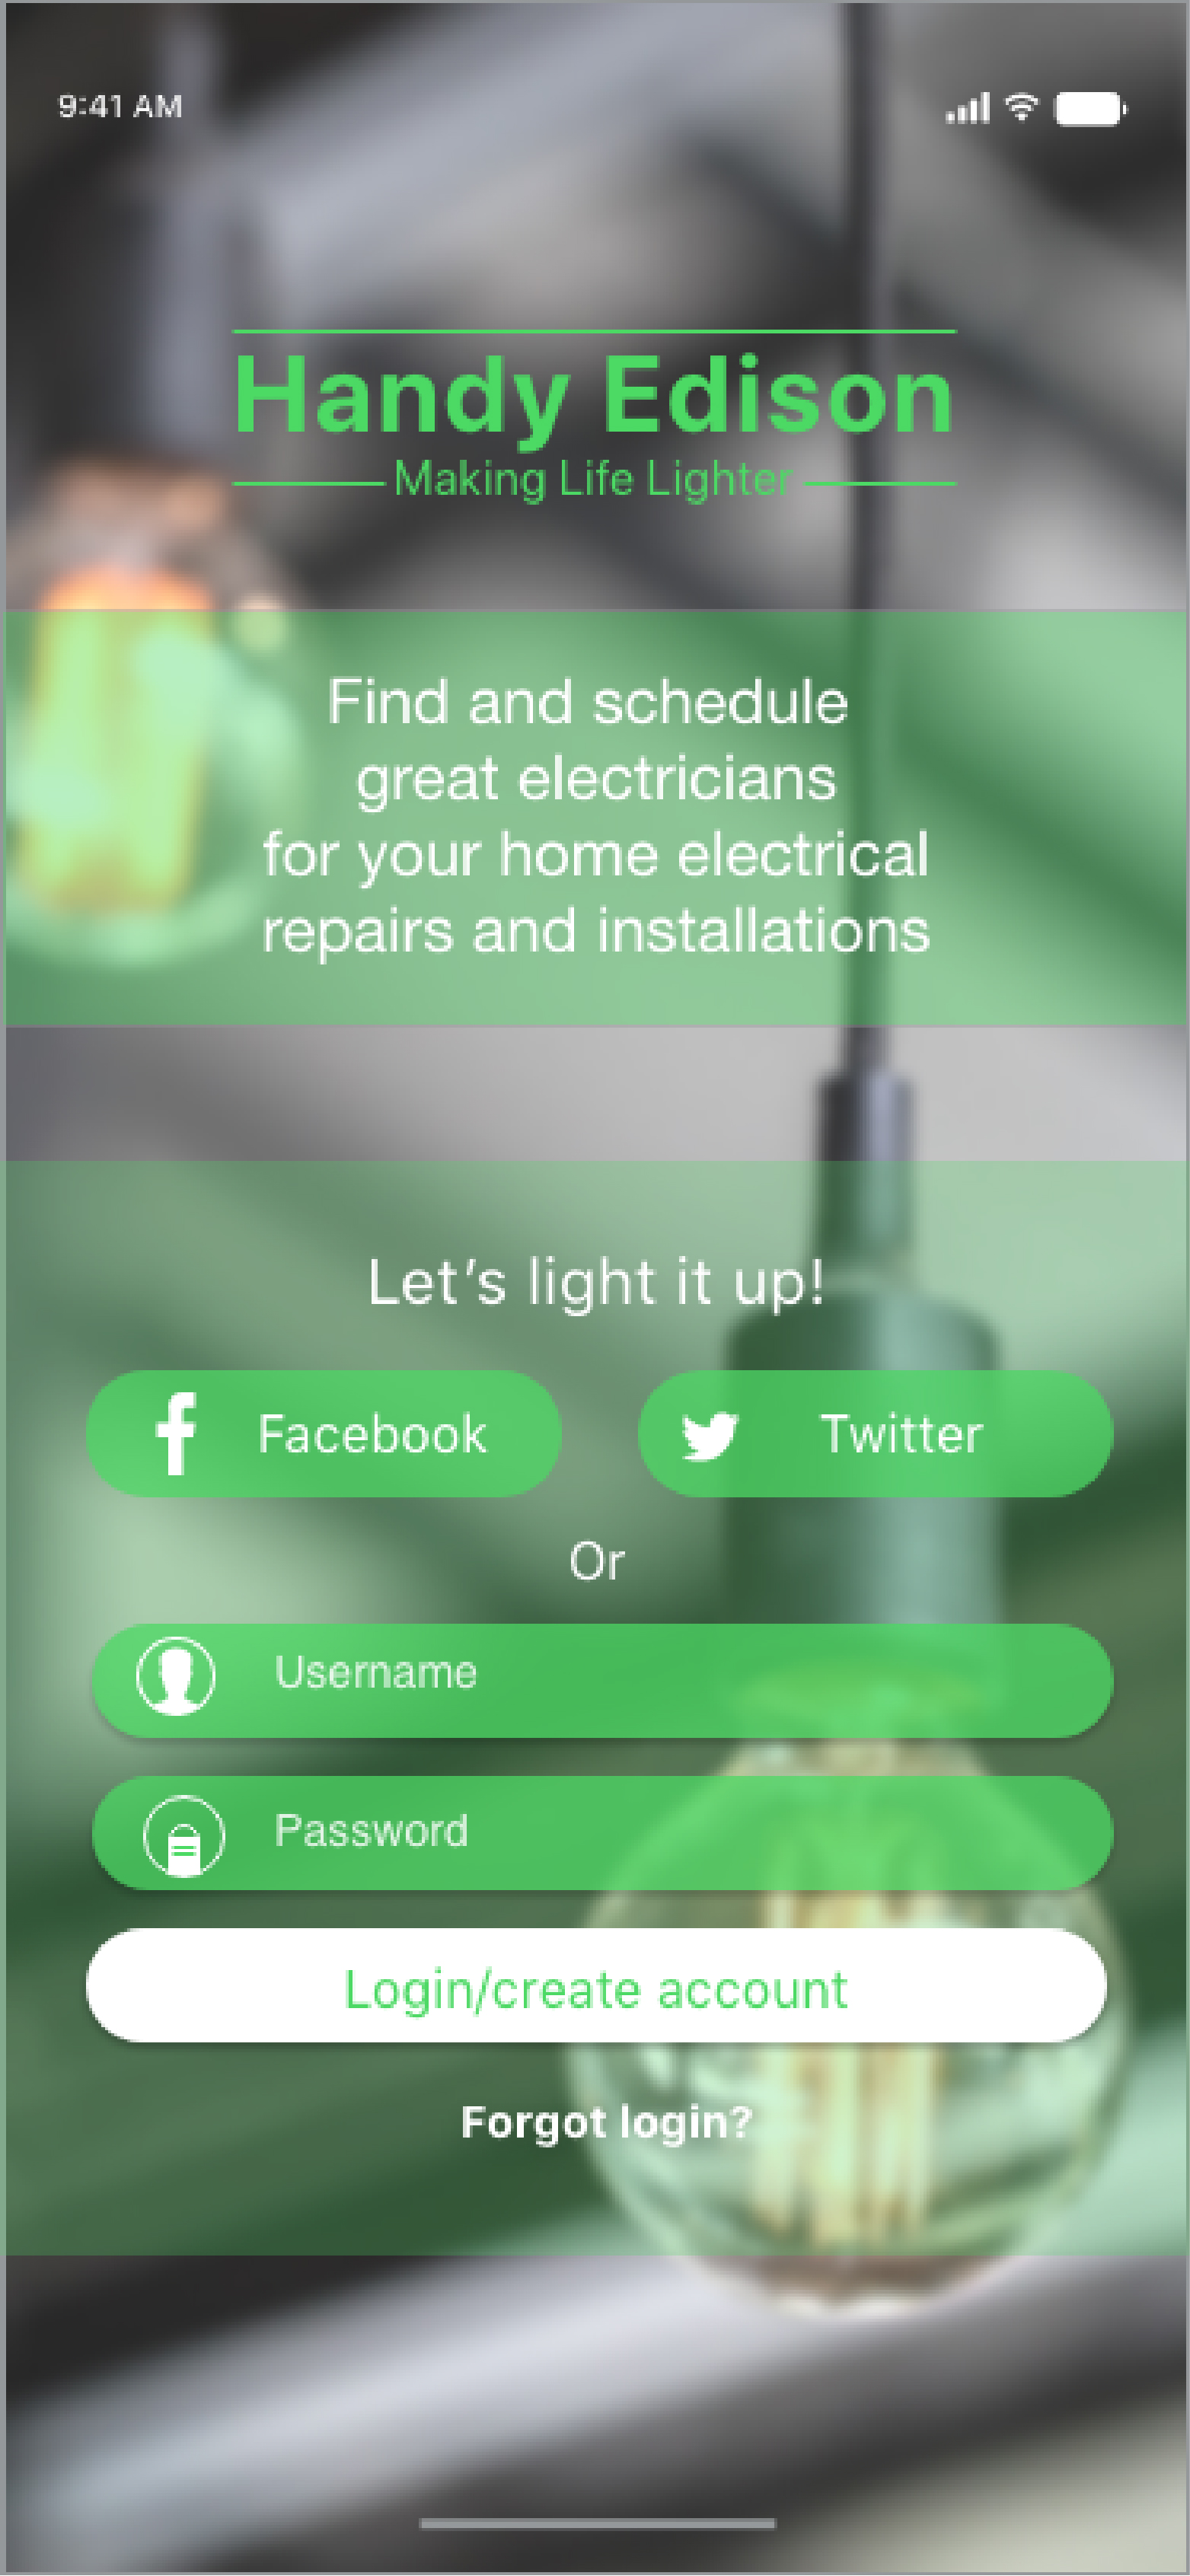 9:41 AM
Handy Edison
Making Life Lighter
Find and schedule
great electricians
for your home electrical
repairs and installations
Let's light it up!
Facebook
Twitter
Or
Username
Password
Login/create account
Forgot login?